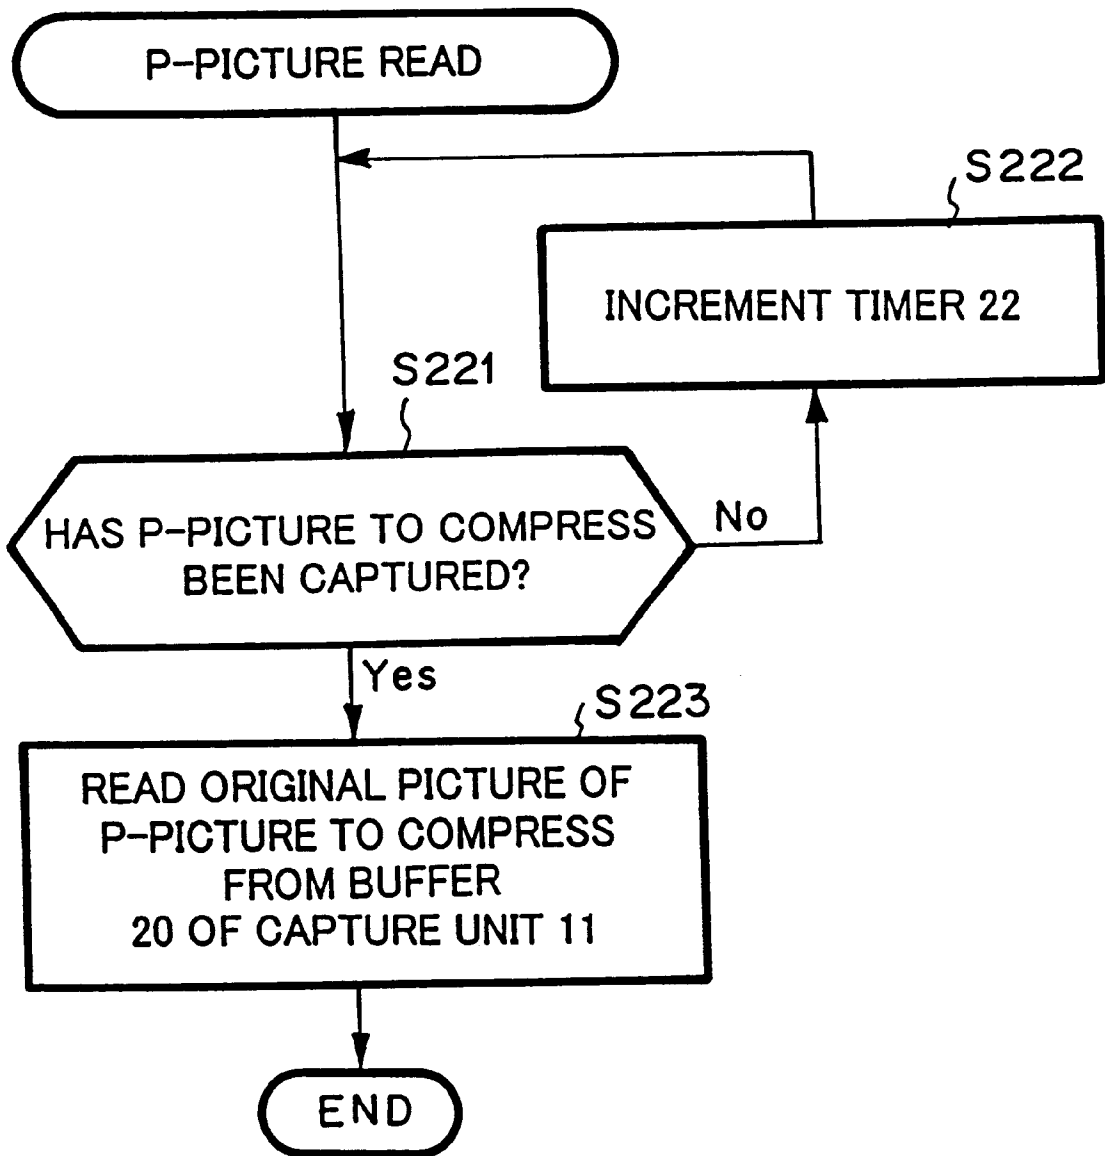 P-PICTURE READ
S222
INCREMENT TIMER 22
S221
HAS P-PICTURE TO COMPRESS
BEEN CAPTURED?
No
Yes
S223
READ ORIGINAL PICTURE OF
P-PICTURE TO COMPRESS
FROM BUFFER
20 OF CAPTURE UNIT 11
END